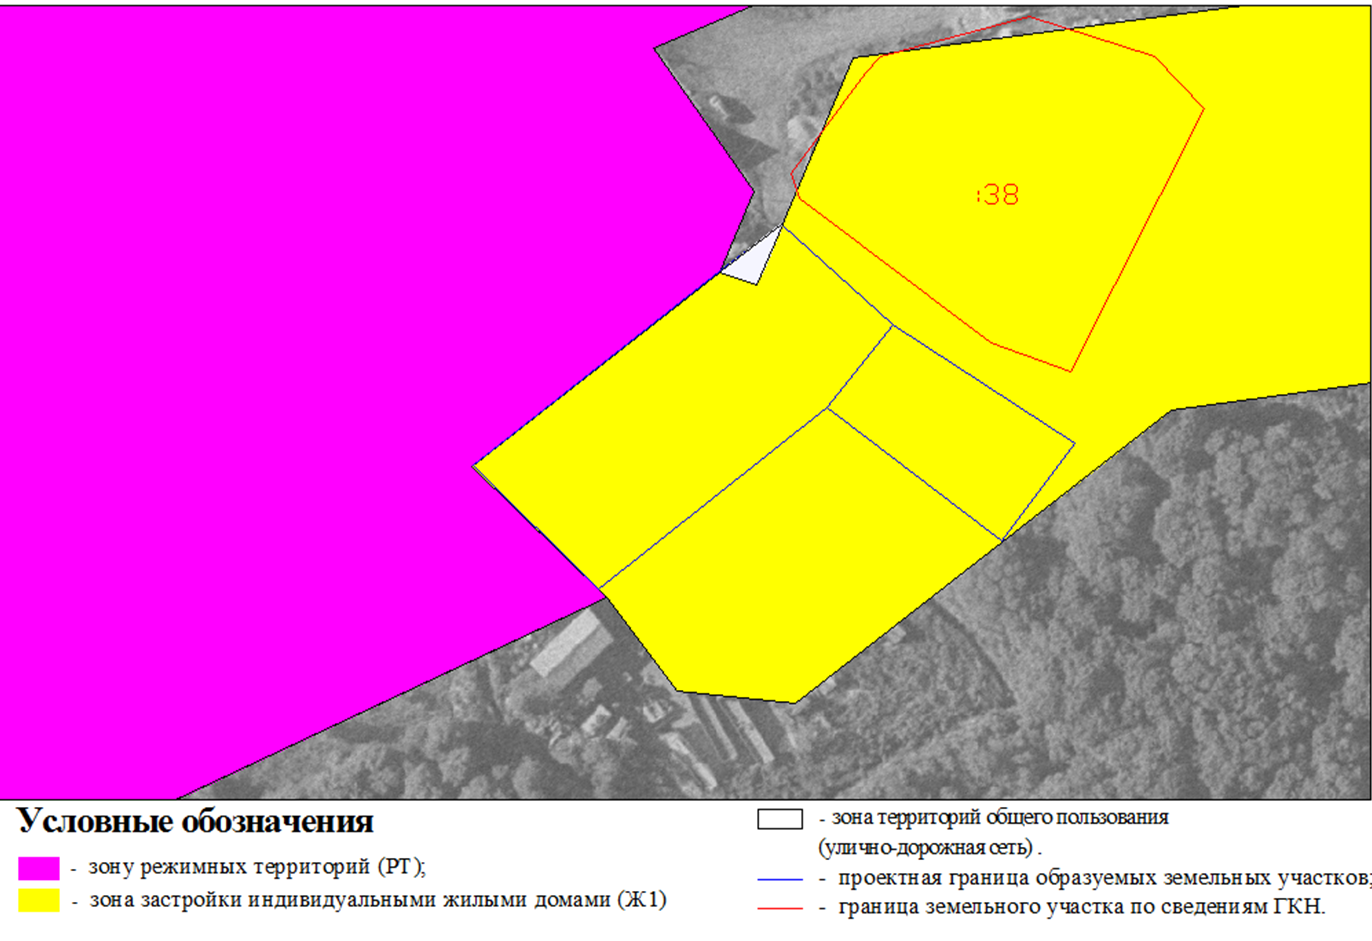 :38
Условные обозначения
- зону режимных территорий (РТ);
- зона застройки индивидуальными жилыми домами (Ж1)
- зона территорий общего пользования
(улично-дорожная сеть) .
- проектная граница образуемых земельных участков;
- граница земельного участка по сведениям ГКН.